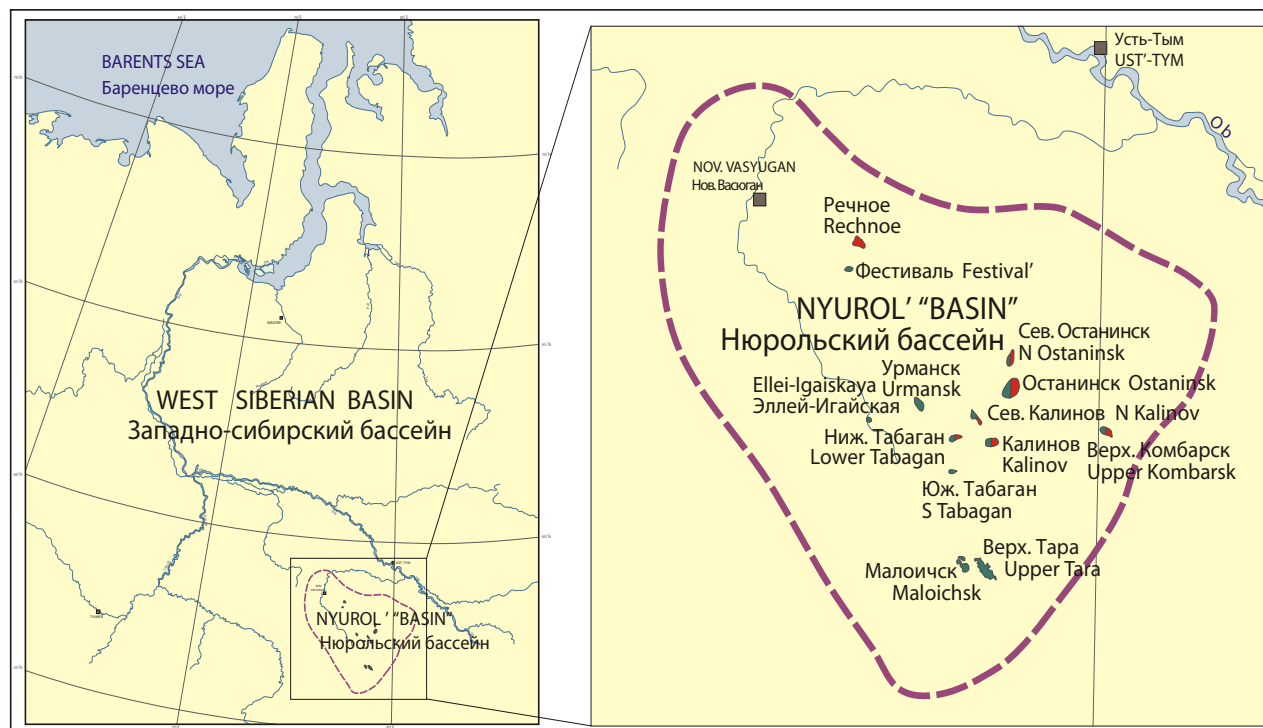 BARENTS SEA
Баренцево море
WEST SIBERIAN BASIN
Западно-сибирский бассейн
NYUROL ' "BASIN"
Нюрольский бассейн
Усть-Тым
UST'-TYM
Ob
NOV. VASYUGAN
Нов. Васюган
Речное
Rechnoe
Фестиваль Festival'
NYUROL' "BASIN"
Нюрольский бассейн
Сев. Останинск
N Ostaninsk
Урманск
Urmansk
Останинск Ostaninsk
Ellei-Igaiskaya
Эллей-Игайская
Сев. Калинов N Kalinov
Ниж. Табаган
Lower Tabagan
Калинов
Kalinov
Верх. Комбарск
Upper Kombarsk
Юж. Табаган
S Tabagan
Верх. Тара
Upper Tara
Малоичск
Maloichsk